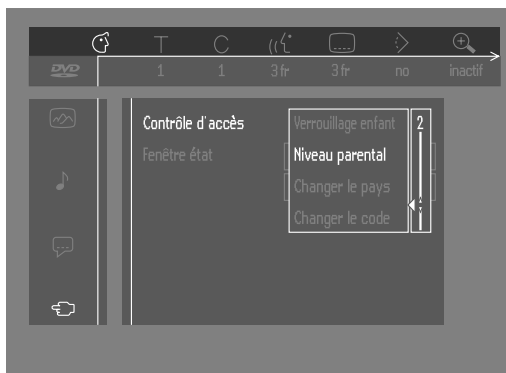 T C
DVD 1 1 3 fr 3 fr no inactif
Contrôle d'accès Verrouillage enfant 2
Fenêtre état Niveau parental
Changer le pays
Changer le code